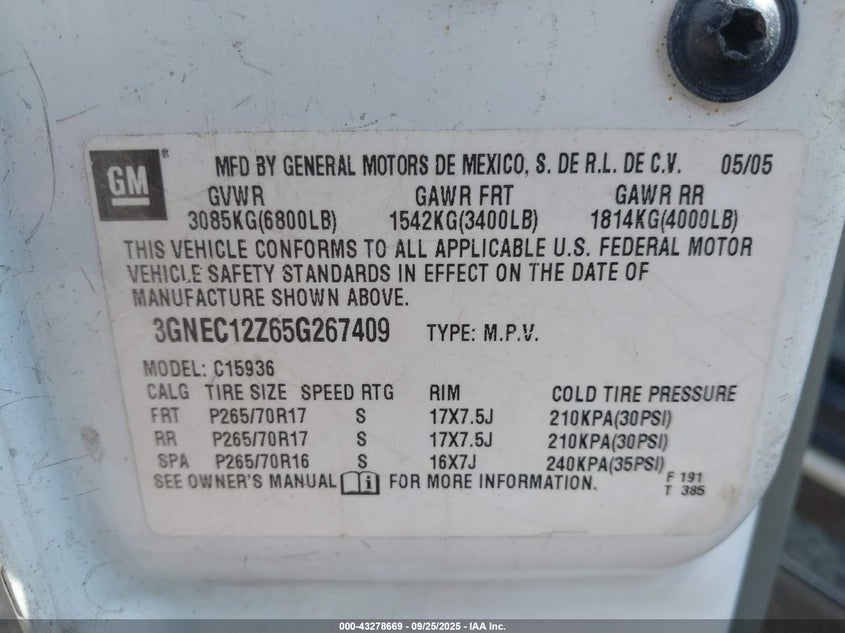 GM ® MFD BY GENERAL MOTORS DE MEXICO, S. DE R.L. DE C.V. 05/05
GVWR GAWR FRT GAWR RR
3085KG(6800LB) 1542KG(3400LB) 1814KG(4000LB)
THIS VEHICLE CONFORMS TO ALL APPLICABLE U.S. FEDERAL MOTOR
VEHICLE SAFETY STANDARDS IN EFFECT ON THE DATE OF
MANUFACTURE SHOWN ABOVE.
3GNEC12Z65G267409 TYPE: M.P.V.
MODEL: C15936
CALG TIRE SIZE SPEED RTG RIM COLD TIRE PRESSURE
FRT P265/70R17 S 17X7.5J 210KPA(30PSI)
RR P265/70R17 S 17X7.5J 210KPA(30PSI)
SPA P265/70R16 S 16X7J 240KPA(35PSI)
SEE OWNER'S MANUAL i FOR MORE INFORMATION. F 191
T 385
000-43278669 — 09/25/2025 — IAA Inc.